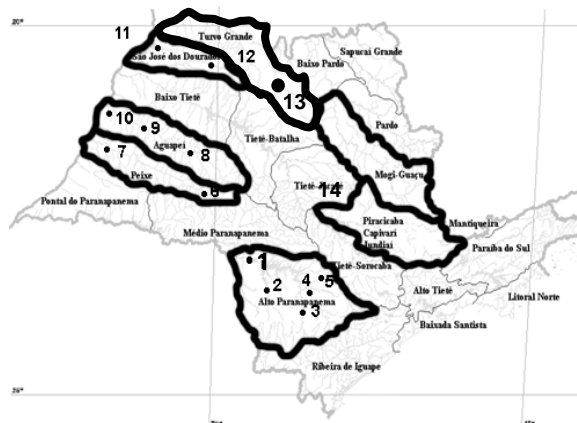 20°
11
Turvo Grande
Sapucaí Grande
São José dos Dourados
12
Baixo Pardo
13
Baixo Tietê
10
9
Aguapeí
8
7
Peixe
6
Tietê-Batalha
Pardo
Mogi-Guaçu
14
Pontal do Paranapanema
Médio Paranapanema
Piracicaba
Capivari
Jundiaí
Mantiqueira
Paraíba do Sul
Tietê-Sorocaba
1
2
4
5
Alto Paranapanema
3
Alto Tietê
Litoral Norte
Baixada Santista
Ribeira de Iguape
25°